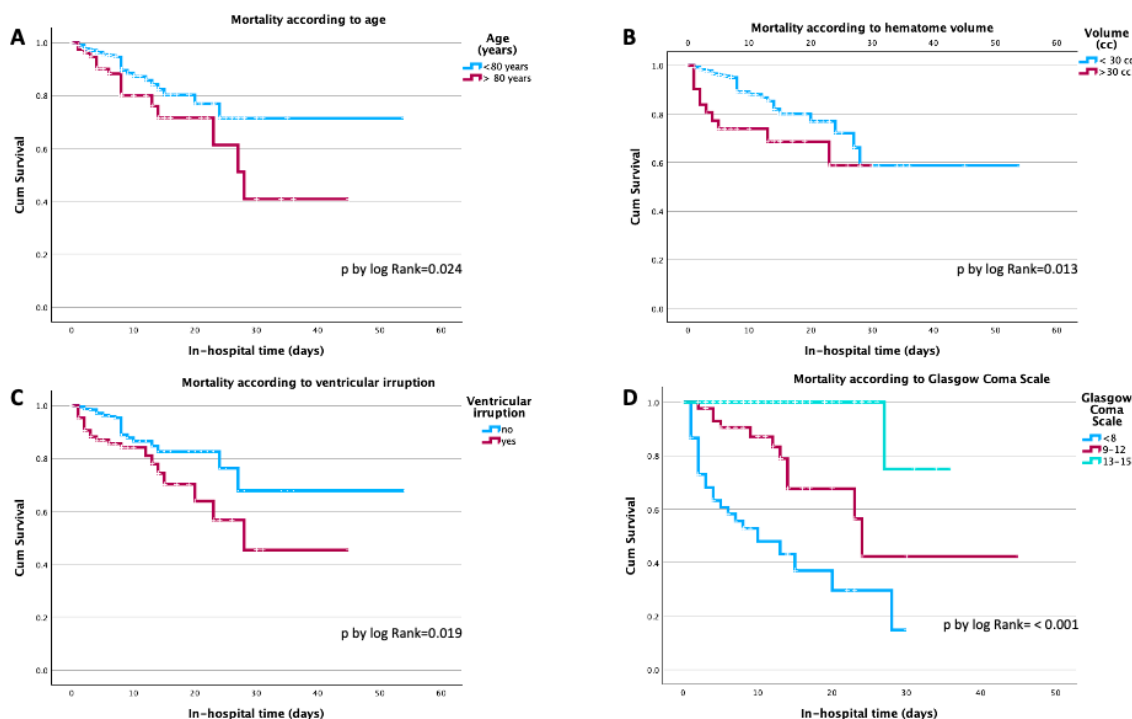 A
Mortality according to age
Age
(years)
<80 years
> 80 years
Cum Survival
1.0
0.8
0.6
0.4
0.2
0.0
p by log Rank=0.024
0 10 20 30 40 50 60
In-hospital time (days)
B
Mortality according to hematome volume
0 10 20 30 40 50 60
Volume
(cc)
< 30 cc
>30 cc
Cum Survival
1.0
0.8
0.6
0.4
0.2
0.0
p by log Rank=0.013
0 10 20 30 40 50 60
In-hospital time (days)
C
Mortality according to ventricular irruption
Ventricular
irruption
no
yes
Cum Survival
1.0
0.8
0.6
0.4
0.2
0.0
p by log Rank=0.019
0 10 20 30 40 50 60
In-hospital time (days)
D
Mortality according to Glasgow Coma Scale
Glasgow
Coma
Scale
<8
9-12
13-15
Cum Survival
1.0
0.8
0.6
0.4
0.2
0.0
p by log Rank= < 0.001
0 10 20 30 40 50
In-hospital time (days)